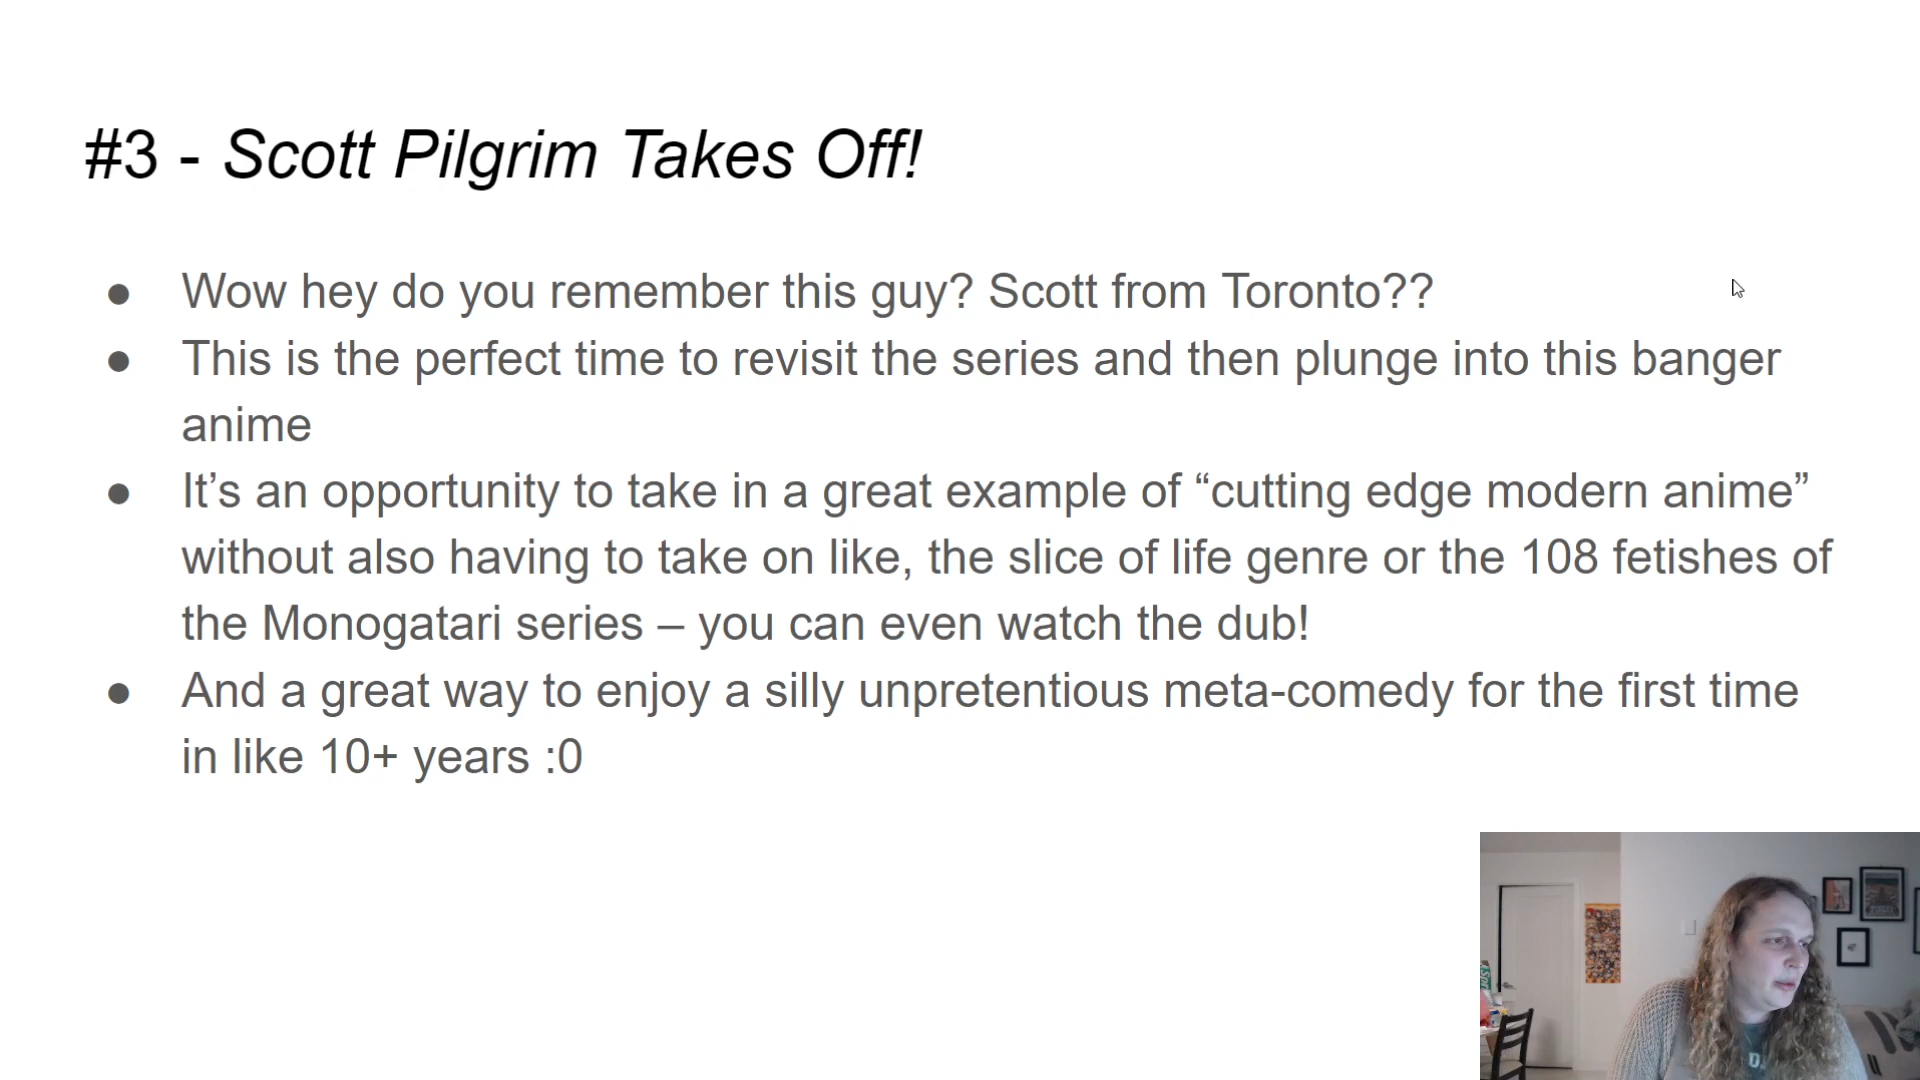 #3 - Scott Pilgrim Takes Off!
● Wow hey do you remember this guy? Scott from Toronto??
● This is the perfect time to revisit the series and then plunge into this banger
anime
● It’s an opportunity to take in a great example of “cutting edge modern anime”
without also having to take on like, the slice of life genre or the 108 fetishes of
the Monogatari series – you can even watch the dub!
● And a great way to enjoy a silly unpretentious meta-comedy for the first time
in like 10+ years :0